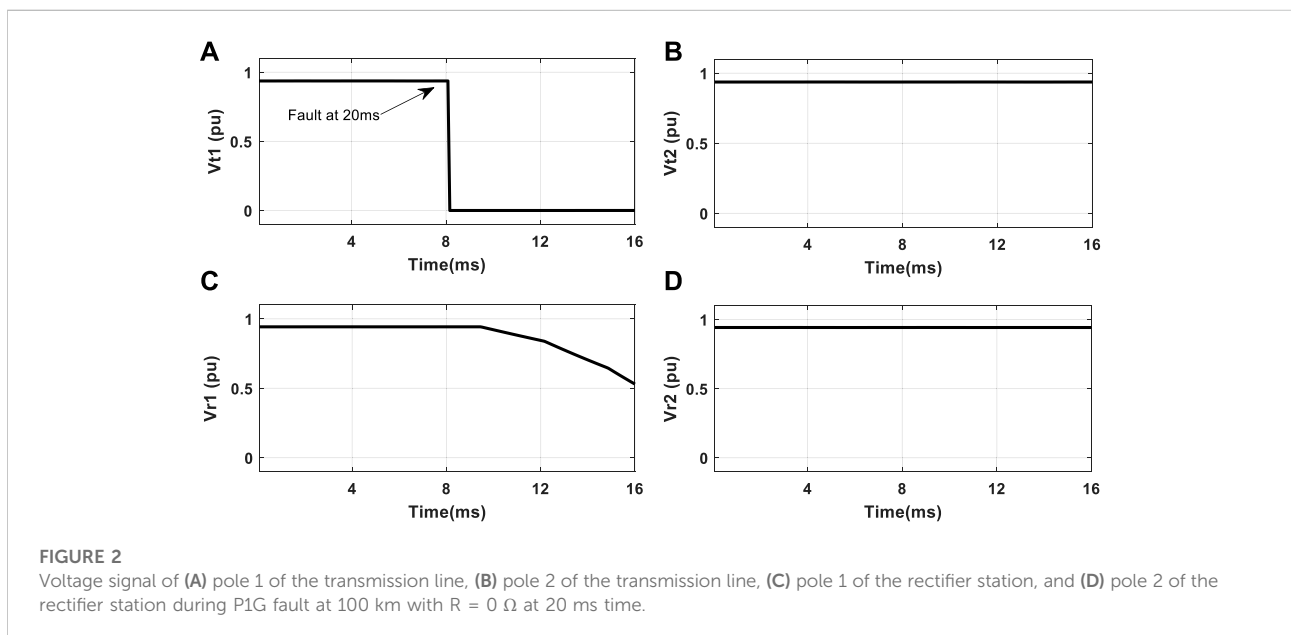 A
1
0.5
0
Vt1 (pu)
Fault at 20ms
4 8 12 16
Time(ms)
B
1
0.5
0
Vt2 (pu)
4 8 12 16
Time(ms)
C
1
0.5
0
Vr1 (pu)
4 8 12 16
Time(ms)
D
1
0.5
0
Vr2 (pu)
4 8 12 16
Time(ms)
FIGURE 2
Voltage signal of (A) pole 1 of the transmission line, (B) pole 2 of the transmission line, (C) pole 1 of the rectifier station, and (D) pole 2 of the
rectifier station during P1G fault at 100 km with R = 0 Ω at 20 ms time.